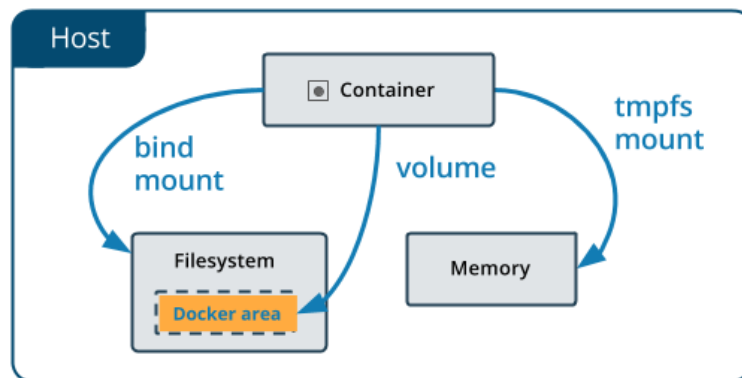 Host
Container
bind
mount
volume
tmpfs
mount
Filesystem
Docker area
Memory